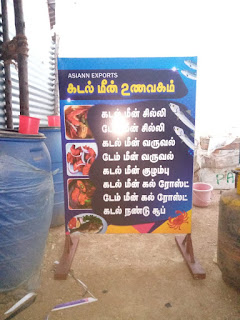 ASIANN EXPORTS
கடல் மீன் உணவகம்
கடல் மீன் சில்லி
டேம் மீன் சில்லி
கடல் மீன் வருவல்
டேம் மீன் வருவல்
கடல் மீன் குழம்பு
கடல் மீன் கல் ரோஸ்ட்
டேம் மீன் கல் ரோஸ்ட்
கடல் நண்டு சூப்